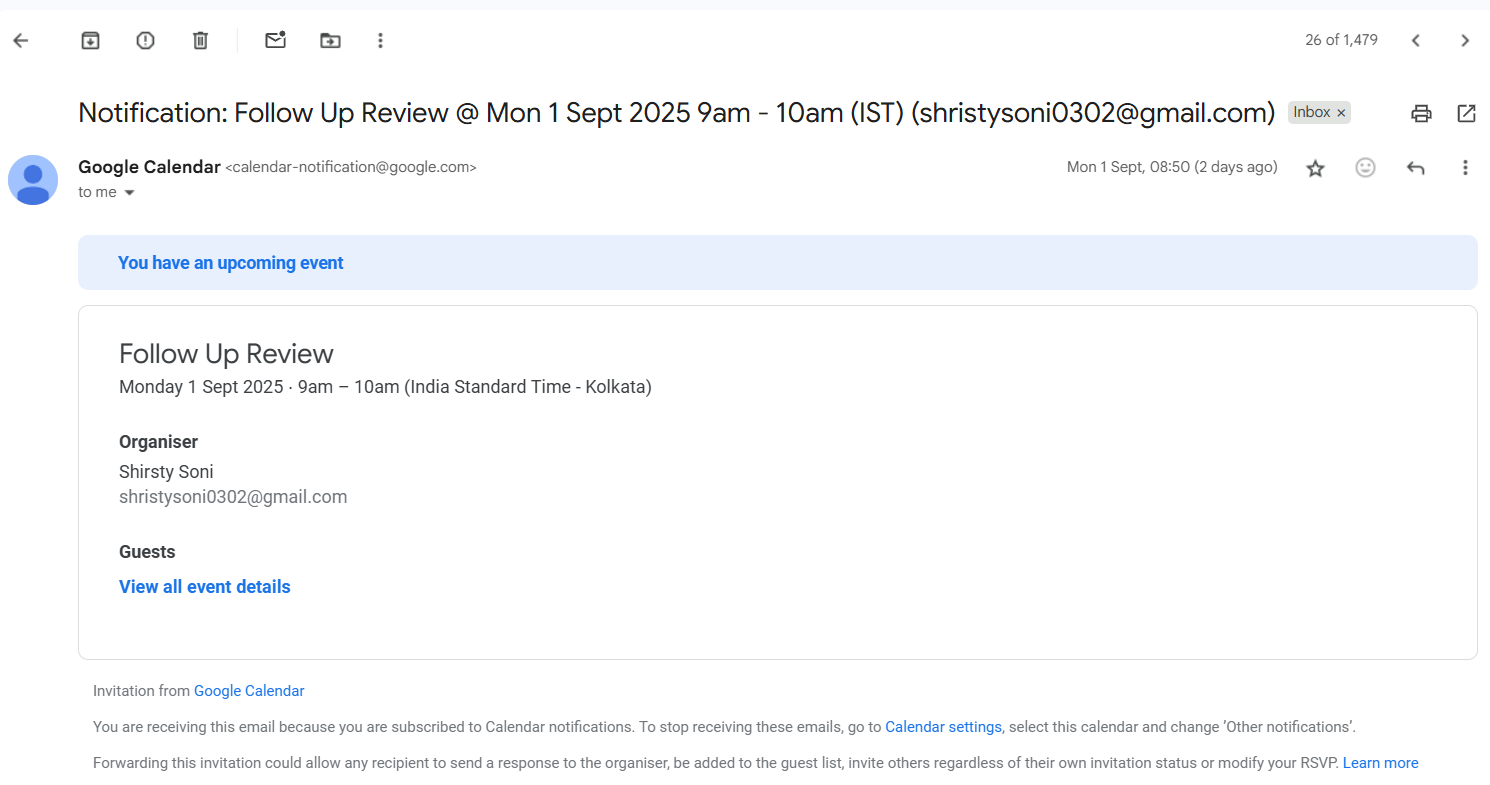 26 of 1,479
Notification: Follow Up Review @ Mon 1 Sept 2025 9am - 10am (IST) (shristysoni0302@gmail.com) Inbox ×
Google Calendar <calendar-notification@google.com> Mon 1 Sept, 08:50 (2 days ago)
to me
You have an upcoming event
Follow Up Review
Monday 1 Sept 2025 · 9am – 10am (India Standard Time - Kolkata)
Organiser
Shirsty Soni
shristysoni0302@gmail.com
Guests
View all event details
Invitation from Google Calendar
You are receiving this email because you are subscribed to Calendar notifications. To stop receiving these emails, go to Calendar settings, select this calendar and change ‘Other notifications’.
Forwarding this invitation could allow any recipient to send a response to the organiser, be added to the guest list, invite others regardless of their own invitation status or modify your RSVP. Learn more